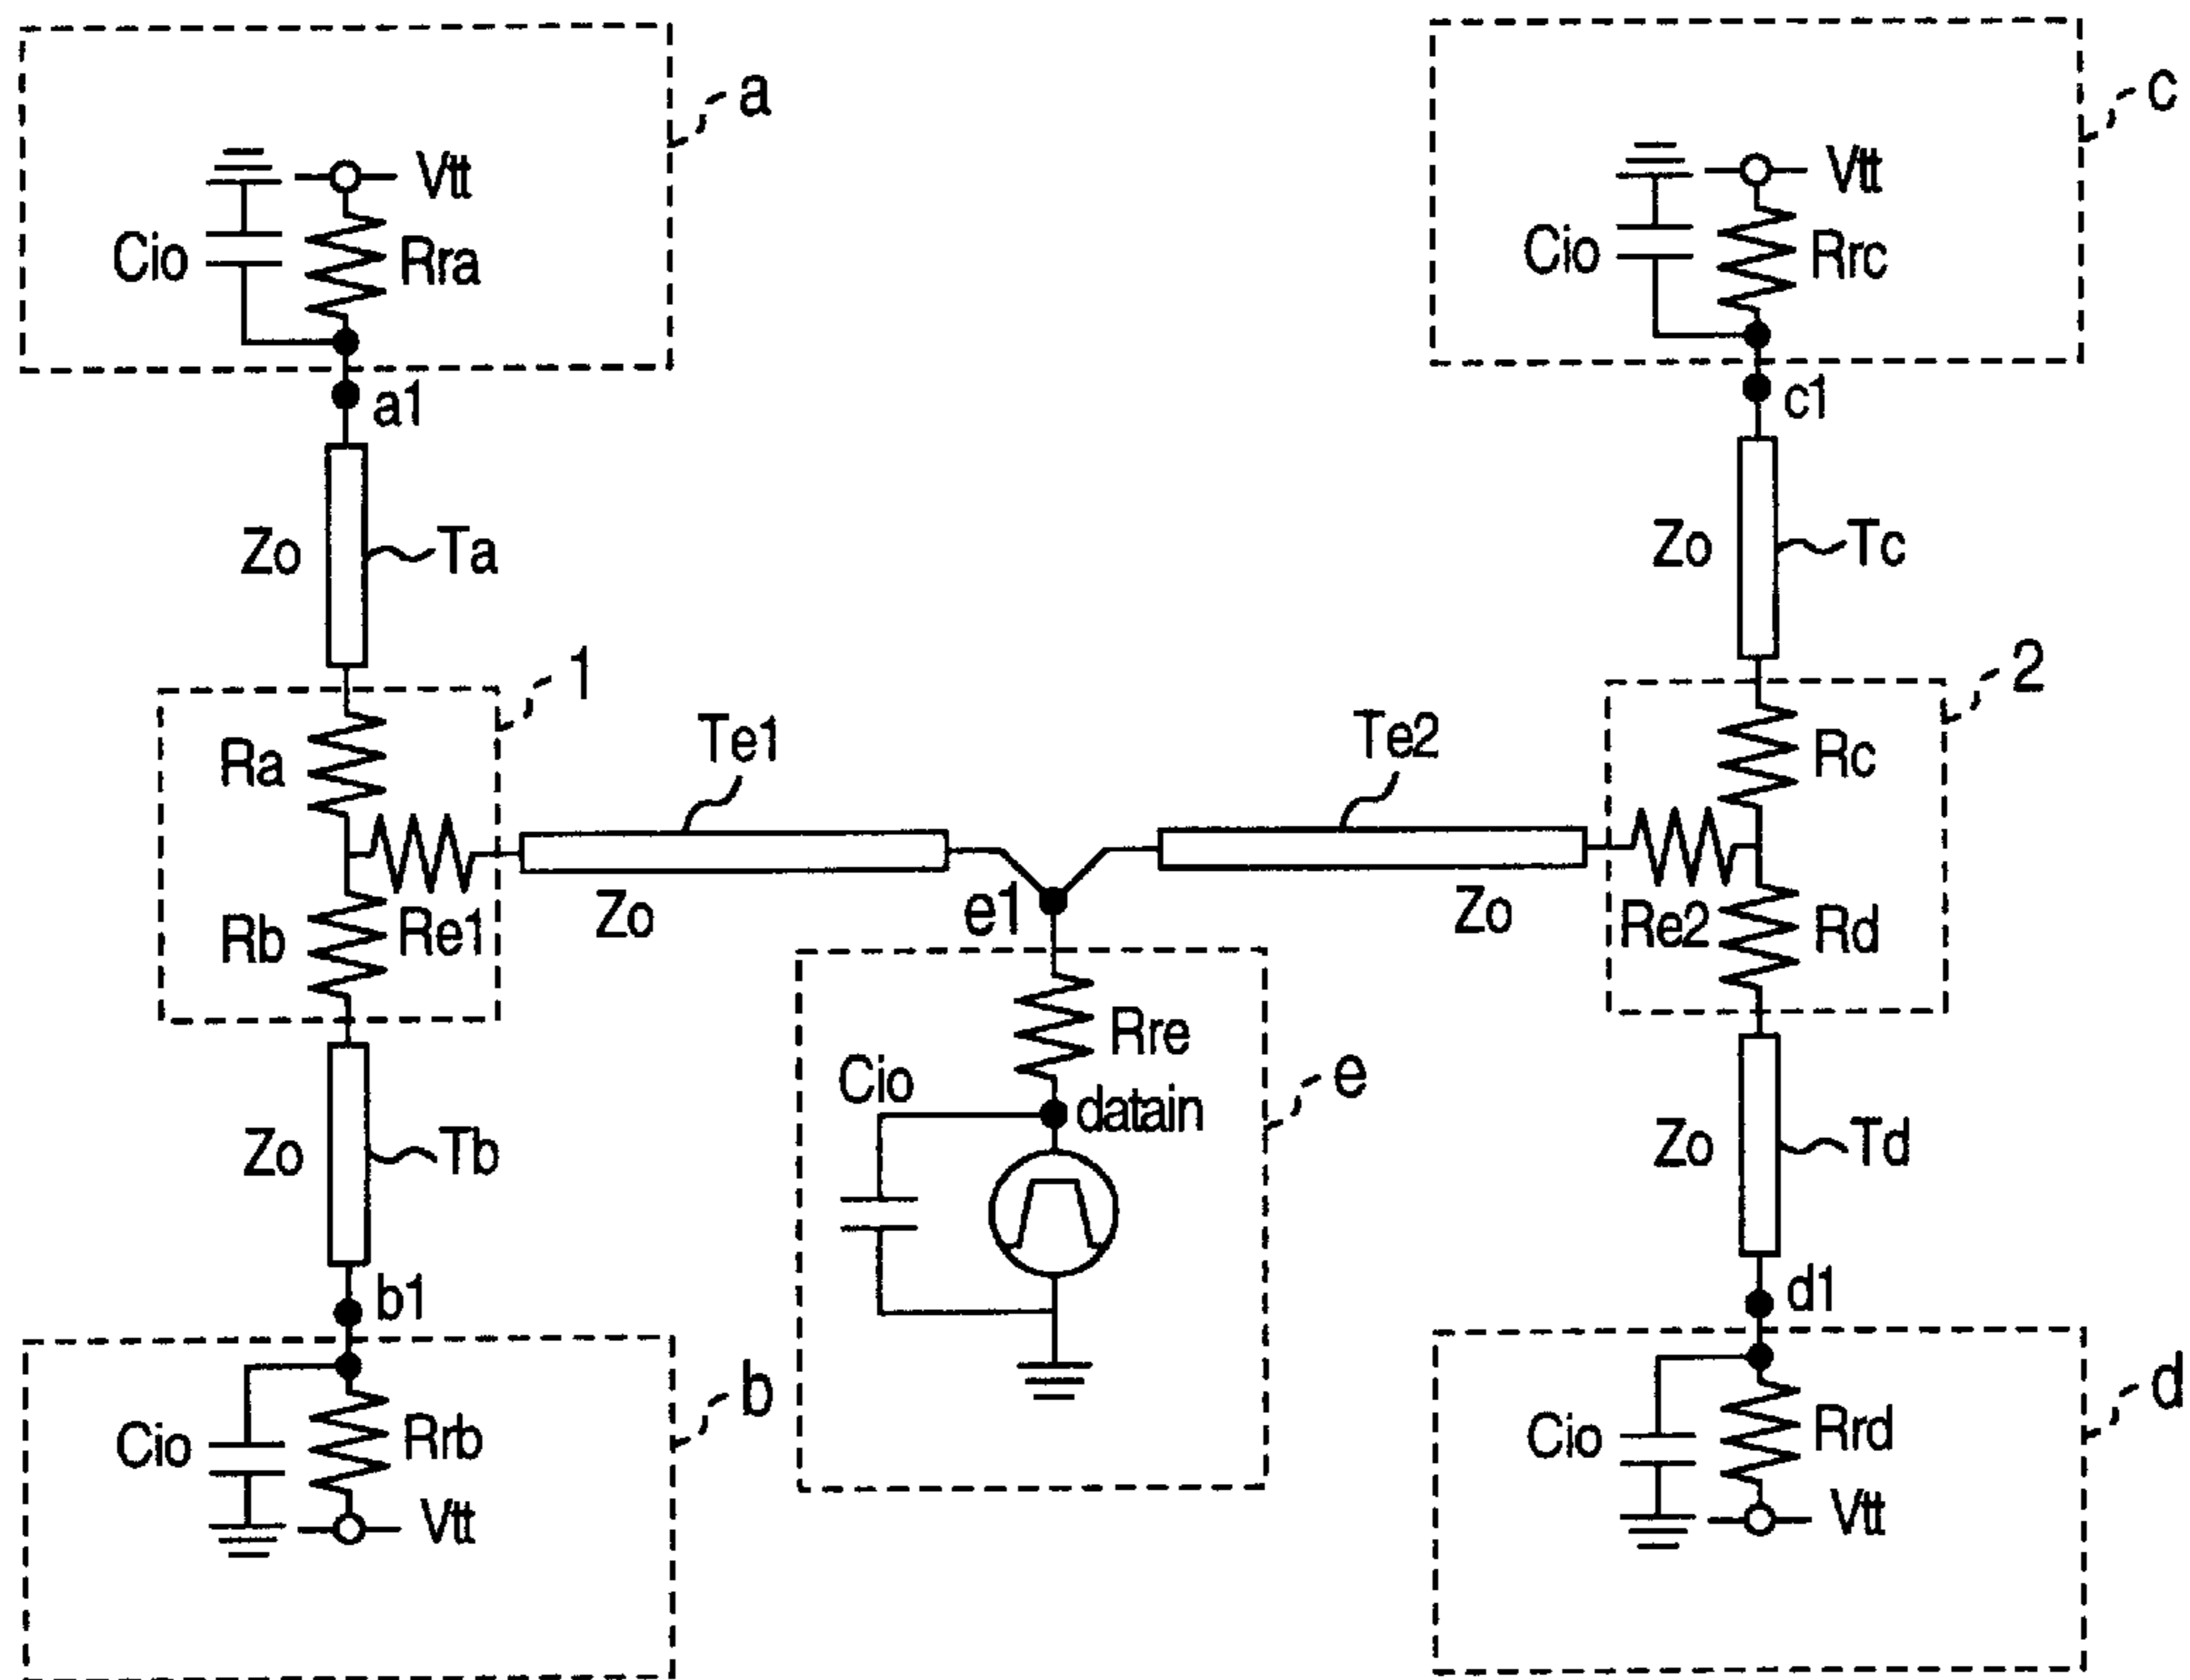 a
c
Vtt
Vtt
Cio
Rra
Cio
Rrc
a1
c1
Zo
Ta
Zo
Tc
1
2
Te1
Te2
Ra
Rc
e1
Rb
Re1
Zo
Zo
Re2
Rd
Rre
Cio
datain
e
Zo
Tb
Zo
Td
b1
d1
b
d
Cio
Rrb
Cio
Rrd
Vtt
Vtt